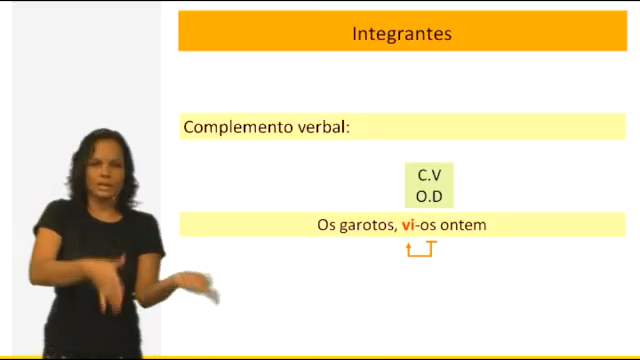 Integrantes
Complemento verbal:
C.V
O.D
Os garotos, vi-os ontem